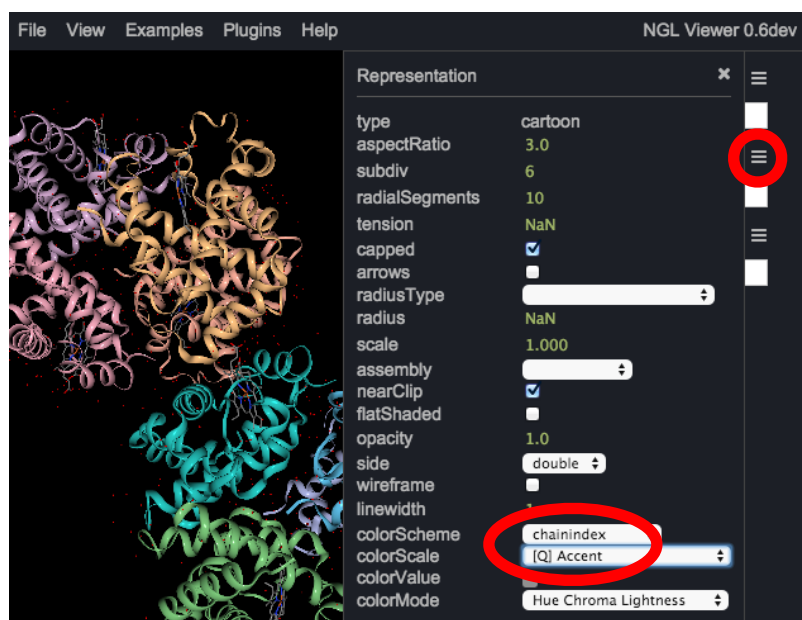 File View Examples Plugins Help NGL Viewer 0.6dev
Representation
type cartoon
aspectRatio 3.0
subdiv 6
radialSegments 10
tension NaN
capped
arrows
radiusType
radius NaN
scale 1.000
assembly
nearClip
flatShaded
opacity 1.0
side double
wireframe
linewidth
colorScheme chainindex
colorScale [Q] Accent
colorValue
colorMode Hue Chroma Lightness